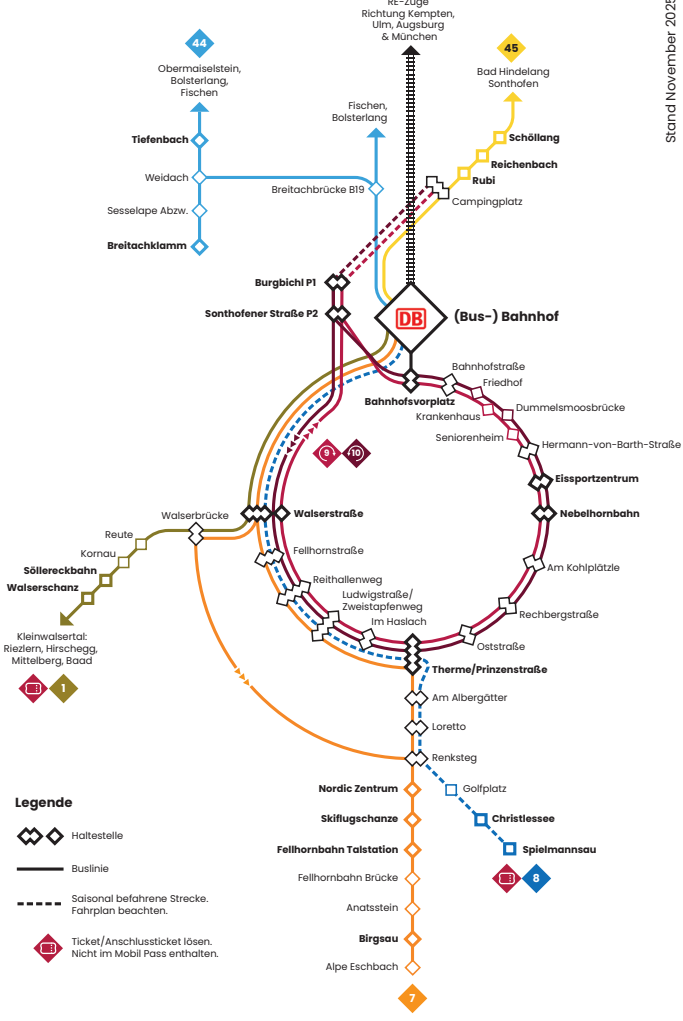 RE-Züge
Richtung Kempten,
Ulm, Augsburg
& München
Stand November 2025
44
Obermaiselstein,
Bolsterlang,
Fischen
45
Bad Hindelang
Sonthofen
Fischen,
Bolsterlang
Tiefenbach
Schöllang
Reichenbach
Rubi
Weidach
Breitachbrücke B19
Campingplatz
Sesselape Abzw.
Breitachklamm
Burgbichl P1
Sonthofener Straße P2
DB
(Bus-) Bahnhof
Bahnhofstraße
Friedhof
Bahnhofsvorplatz
Dummelsmoosbrücke
Krankenhaus
Seniorenheim
Hermann-von-Barth-Straße
9
10
Eissportzentrum
Walserbrücke
Walserstraße
Nebelhornbahn
Reute
Kornau
Söllereckbahn
Walserschanz
Fellhornstraße
Am Kohlplätzle
Reithallenweg
Ludwigstraße/
Zweistapfenweg
Im Haslach
Rechbergstraße
Oststraße
Kleinwalsertal:
Riezlern, Hirschegg,
Mittelberg, Baad
1
Therme/Prinzenstraße
Am Albergätter
Loretto
Renksteg
Nordic Zentrum
Golfplatz
Skiflugschanze
Christlessee
Fellhornbahn Talstation
Spielmannsau
Fellhornbahn Brücke
8
Anatsstein
Birgsau
Alpe Eschbach
7
Legende
Haltestelle
Buslinie
Saisonal befahrene Strecke.
Fahrplan beachten.
Ticket/Anschlussticket lösen.
Nicht im Mobil Pass enthalten.